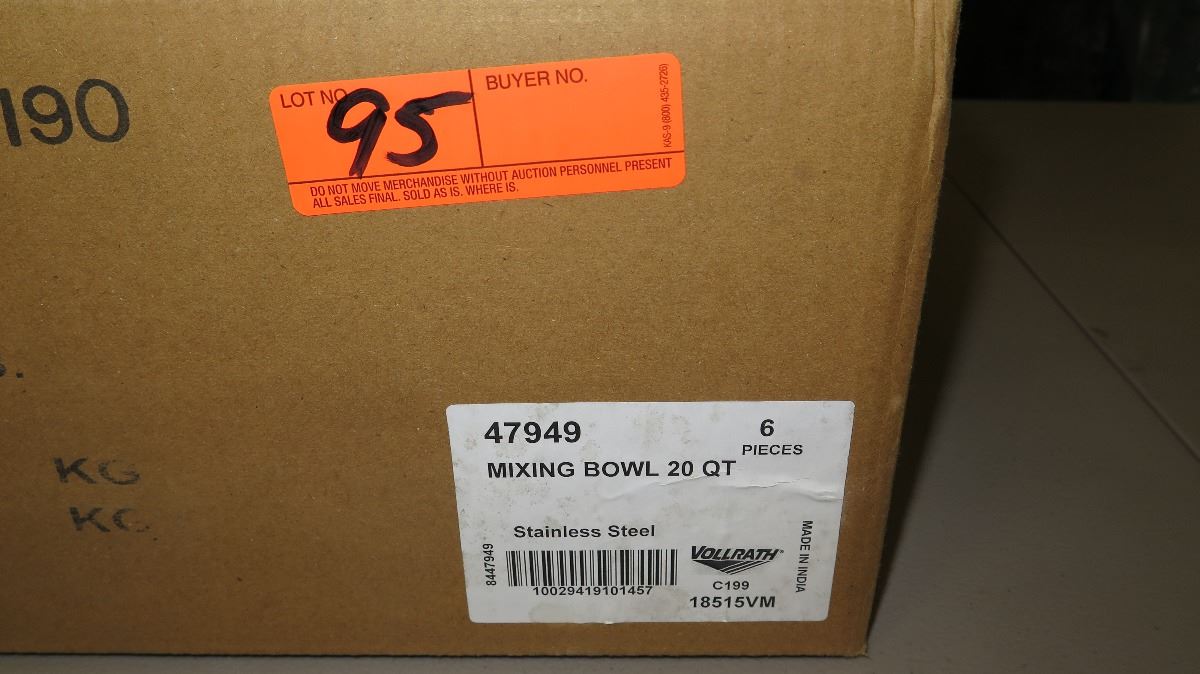 190
LOT NO.
95
BUYER NO.
KAS-9 (800) 435-2726)
DO NOT MOVE MERCHANDISE WITHOUT AUCTION PERSONNEL PRESENT
ALL SALES FINAL. SOLD AS IS. WHERE IS.
KG
KG
47949
6
PIECES
MIXING BOWL 20 QT
Stainless Steel
8447949
10029419101457
VOLLRATH
C199
18515VM
MADE IN INDIA